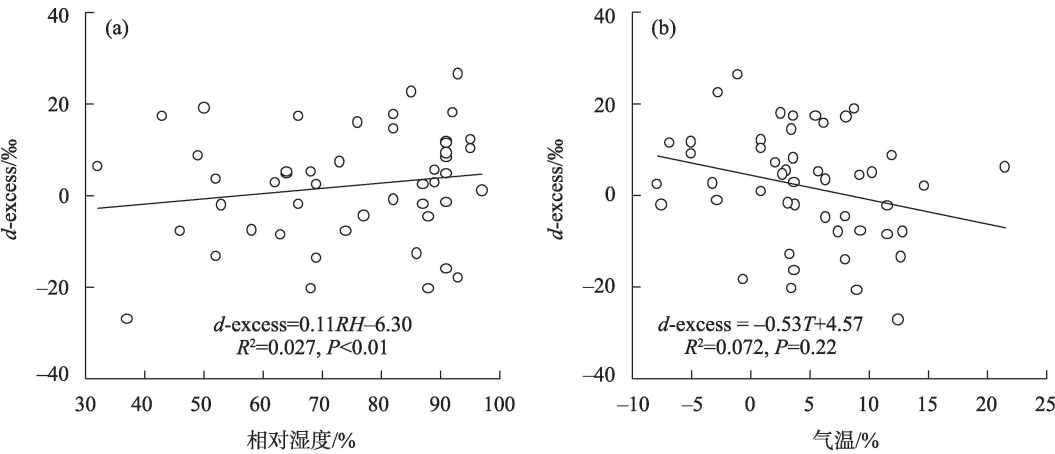 40
20
0
–20
–40
d-excess/‰
(a)
d-excess=0.11RH–6.30
R²=0.027, P<0.01
30 40 50 60 70 80 90 100
相对湿度/%
40
20
0
–20
–40
d-excess/‰
(b)
d-excess = –0.53T+4.57
R²=0.072, P=0.22
–10 –5 0 5 10 15 20 25
气温/%